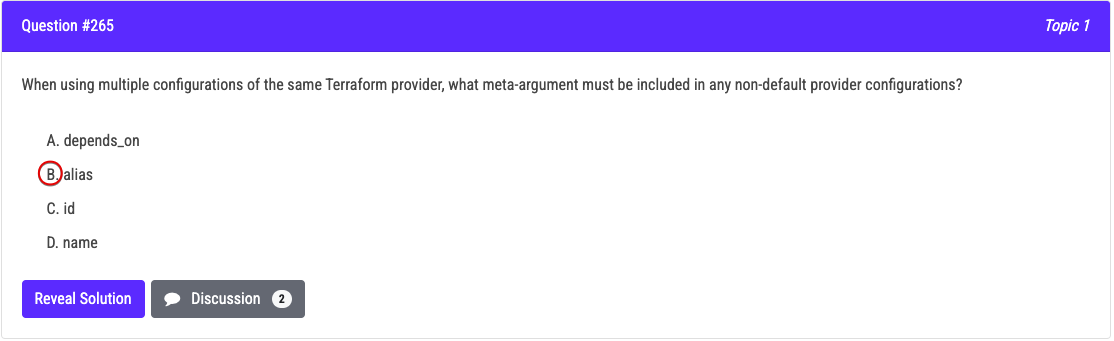 Question #265
Topic 1
When using multiple configurations of the same Terraform provider, what meta-argument must be included in any non-default provider configurations?
A. depends_on
B. alias
C. id
D. name
Reveal Solution
Discussion 2